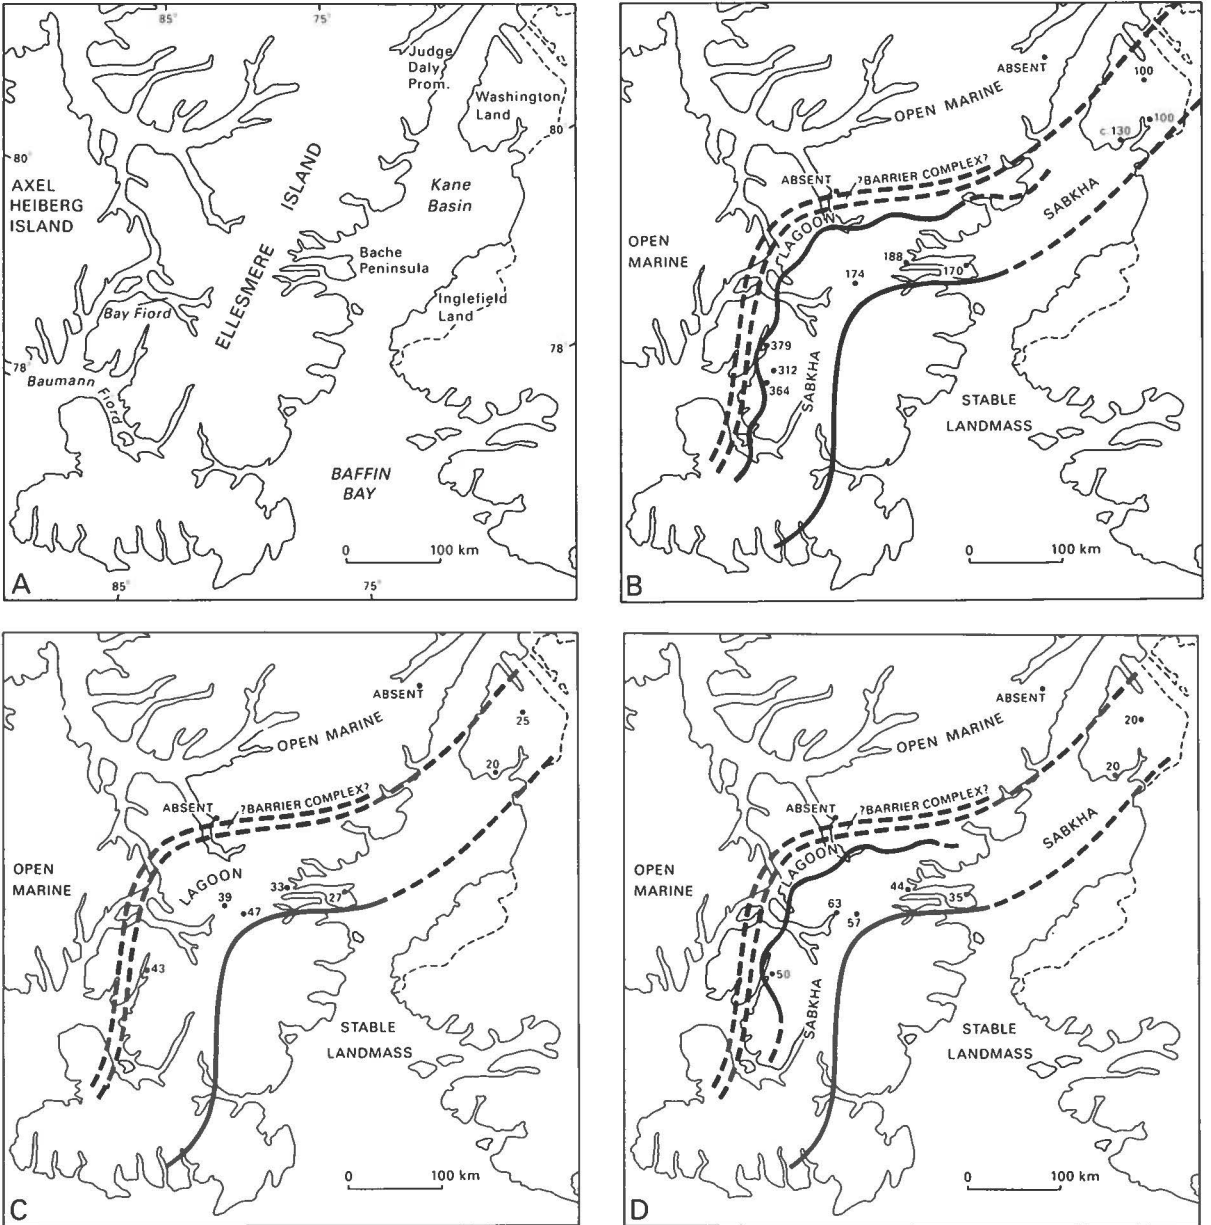 85°
75°
Judge
Daly
Prom.
Washington
Land
80°
80°
AXEL
HEIBERG
ISLAND
ELLESMERE ISLAND
Kane
Basin
Bache
Peninsula
Inglefield
Land
Bay Fiord
78°
78°
Baumann
Fiord
BAFFIN
BAY
0 100 km
A
85°
75°
ABSENT
100
OPEN MARINE
c.130
100
ABSENT
?BARRIER COMPLEX?
SABKHA
LAGOON
OPEN
MARINE
188
170
174
379
312
364
SABKHA
STABLE
LANDMASS
0 100 km
B
ABSENT
25
OPEN MARINE
20
ABSENT
?BARRIER COMPLEX?
OPEN
MARINE
LAGOON
33
27
39
47
43
STABLE
LANDMASS
0 100 km
C
ABSENT
20
OPEN MARINE
20
ABSENT
?BARRIER COMPLEX?
SABKHA
LAGOON
OPEN
MARINE
44
35
63
57
50
SABKHA
STABLE
LANDMASS
0 100 km
D